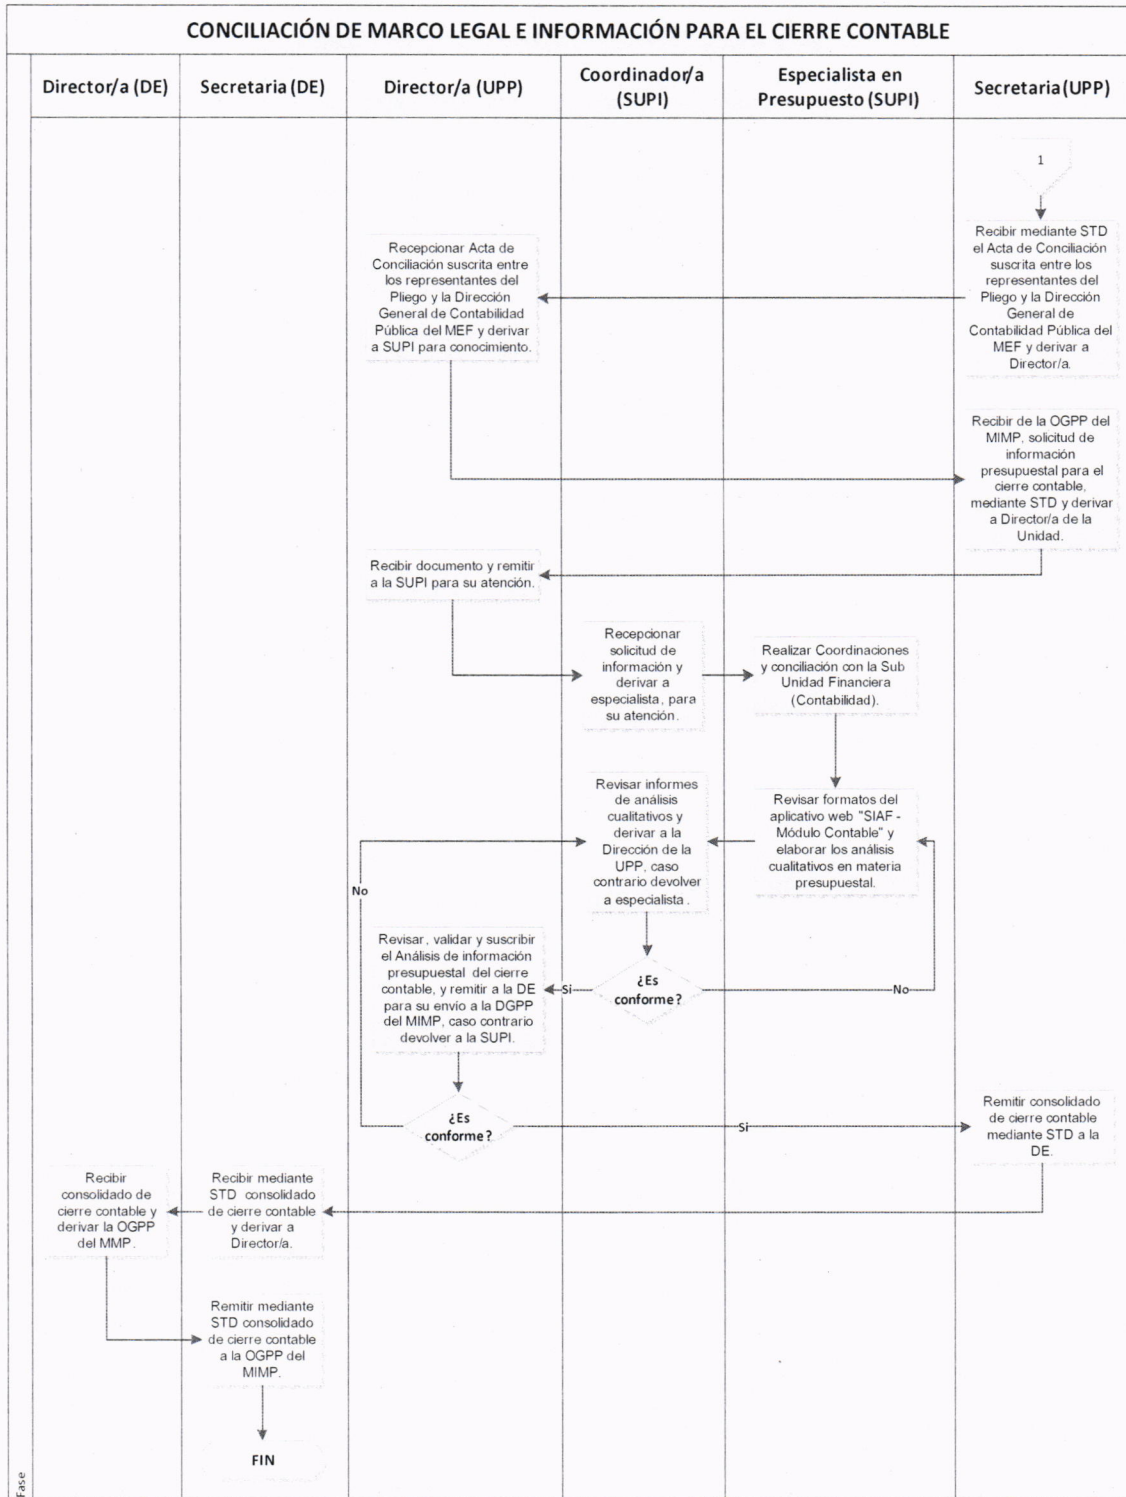 CONCILIACIÓN DE MARCO LEGAL E INFORMACIÓN PARA EL CIERRE CONTABLE
Director/a (DE)
Secretaria (DE)
Director/a (UPP)
Coordinador/a
(SUPI)
Especialista en
Presupuesto (SUPI)
Secretaria (UPP)
1
Recibir mediante STD
el Acta de Conciliación
suscrita entre los
representantes del
Pliego y la Dirección
General de
Contabilidad Pública del
MEF y derivar a
Director/a.
Recepcionar Acta de
Conciliación suscrita entre
los representantes del
Pliego y la Dirección
General de Contabilidad
Pública del MEF y derivar
a SUPI para conocimiento.
Recibir de la OGPP del
MIMP, solicitud de
información
presupuestal para el
cierre contable,
mediante STD y derivar
a Director/a de la
Unidad.
Recibir documento y remitir
a la SUPI para su atención.
Recepcionar
solicitud de
información y
derivar a
especialista, para
su atención.
Realizar Coordinaciones
y conciliación con la Sub
Unidad Financiera
(Contabilidad).
Revisar formatos del
aplicativo web "SIAF -
Módulo Contable" y
elaborar los análisis
cualitativos en materia
presupuestal.
Revisar informes
de análisis
cualitativos y
derivar a la
Dirección de la
UPP, caso
contrario devolver
a especialista.
¿Es
conforme?
No
Si
Revisar, validar y suscribir
el Análisis de información
presupuestal del cierre
contable, y remitir a la DE
para su envío a la DGPP
del MIMP, caso contrario
devolver a la SUPI.
No
¿Es
conforme?
Si
Remitir consolidado
de cierre contable
mediante STD a la
DE.
Recibir mediante
STD consolidado
de cierre contable
y derivar a
Director/a.
Recibir
consolidado de
cierre contable y
derivar la OGPP
del MMP.
Remitir mediante
STD consolidado
de cierre contable
a la OGPP del
MIMP.
FIN
Fase